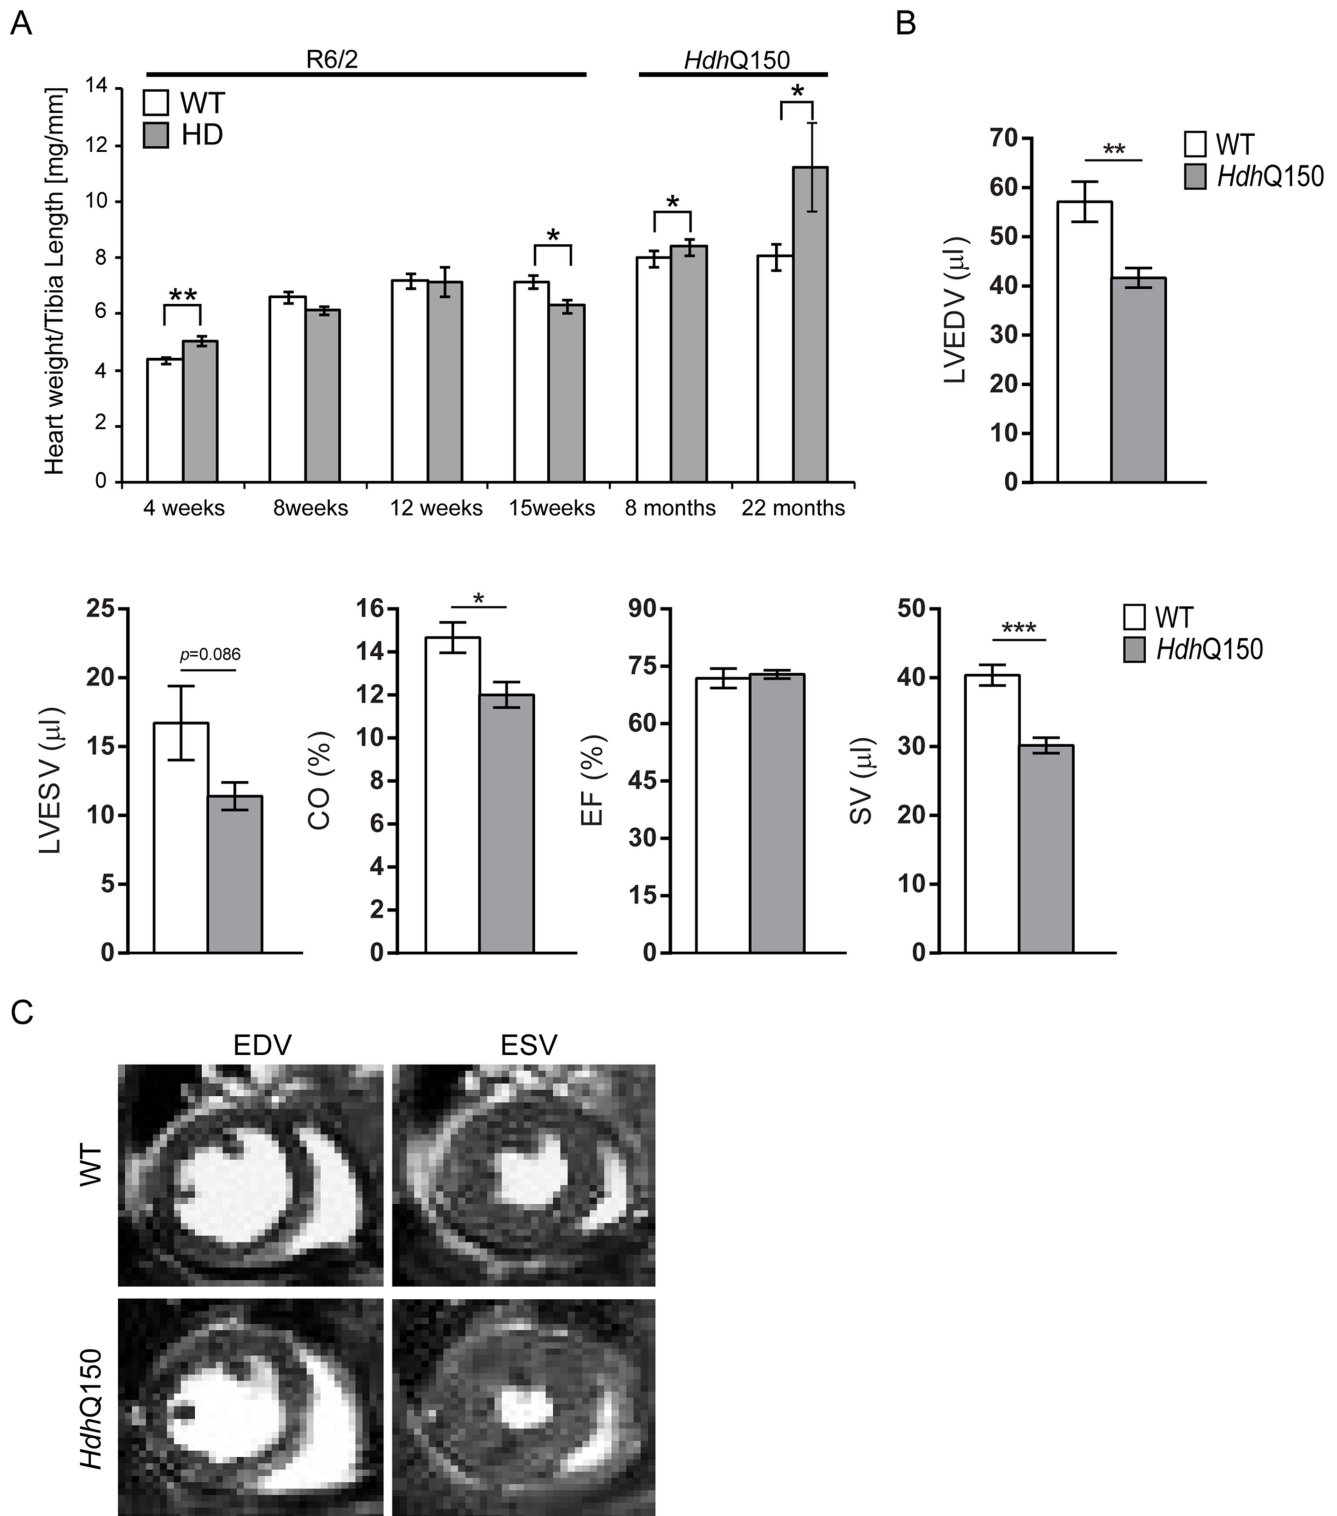 A
B
R6/2
HdhQ150
14
12
10
8
6
4
2
0
Heart weight/Tibia Length [mg/mm]
WT
HD
**
*
*
*
4 weeks
8weeks
12 weeks
15weeks
8 months
22 months
70
60
50
40
30
20
10
0
LVEDV (µl)
**
WT
HdhQ150
25
20
15
10
5
0
LVESV (µl)
p=0.086
16
14
12
10
8
6
4
2
0
CO (%)
*
90
75
60
45
30
15
0
EF (%)
50
40
30
20
10
0
SV (µl)
***
WT
HdhQ150
C
EDV
ESV
WT
HdhQ150